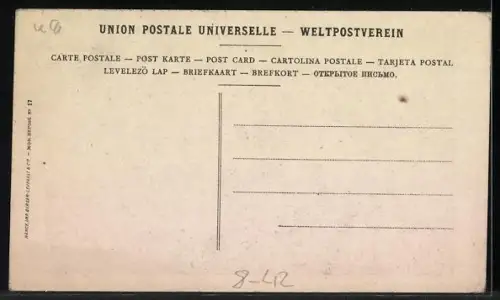 UNION POSTALE UNIVERSELLE — WELTPOSTVEREIN
CARTE POSTALE — POST KARTE — POST CARD — CARTOLINA POSTALE — TARJETA POSTAL
LEVELEZÖ LAP — BRIEFKAART — BREFKORT — ОТКРЫТОЕ ПИСЬМО.
17
8-42